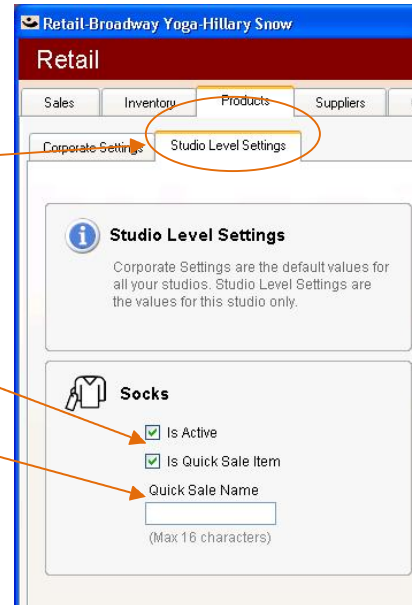 Retail-Broadway Yoga-Hillary Snow
Retail
Sales Inventory Products Suppliers
Corporate Settings Studio Level Settings
Studio Level Settings
Corporate Settings are the default values for
all your studios. Studio Level Settings are
the values for this studio only.
Socks
Is Active
Is Quick Sale Item
Quick Sale Name
(Max 16 characters)